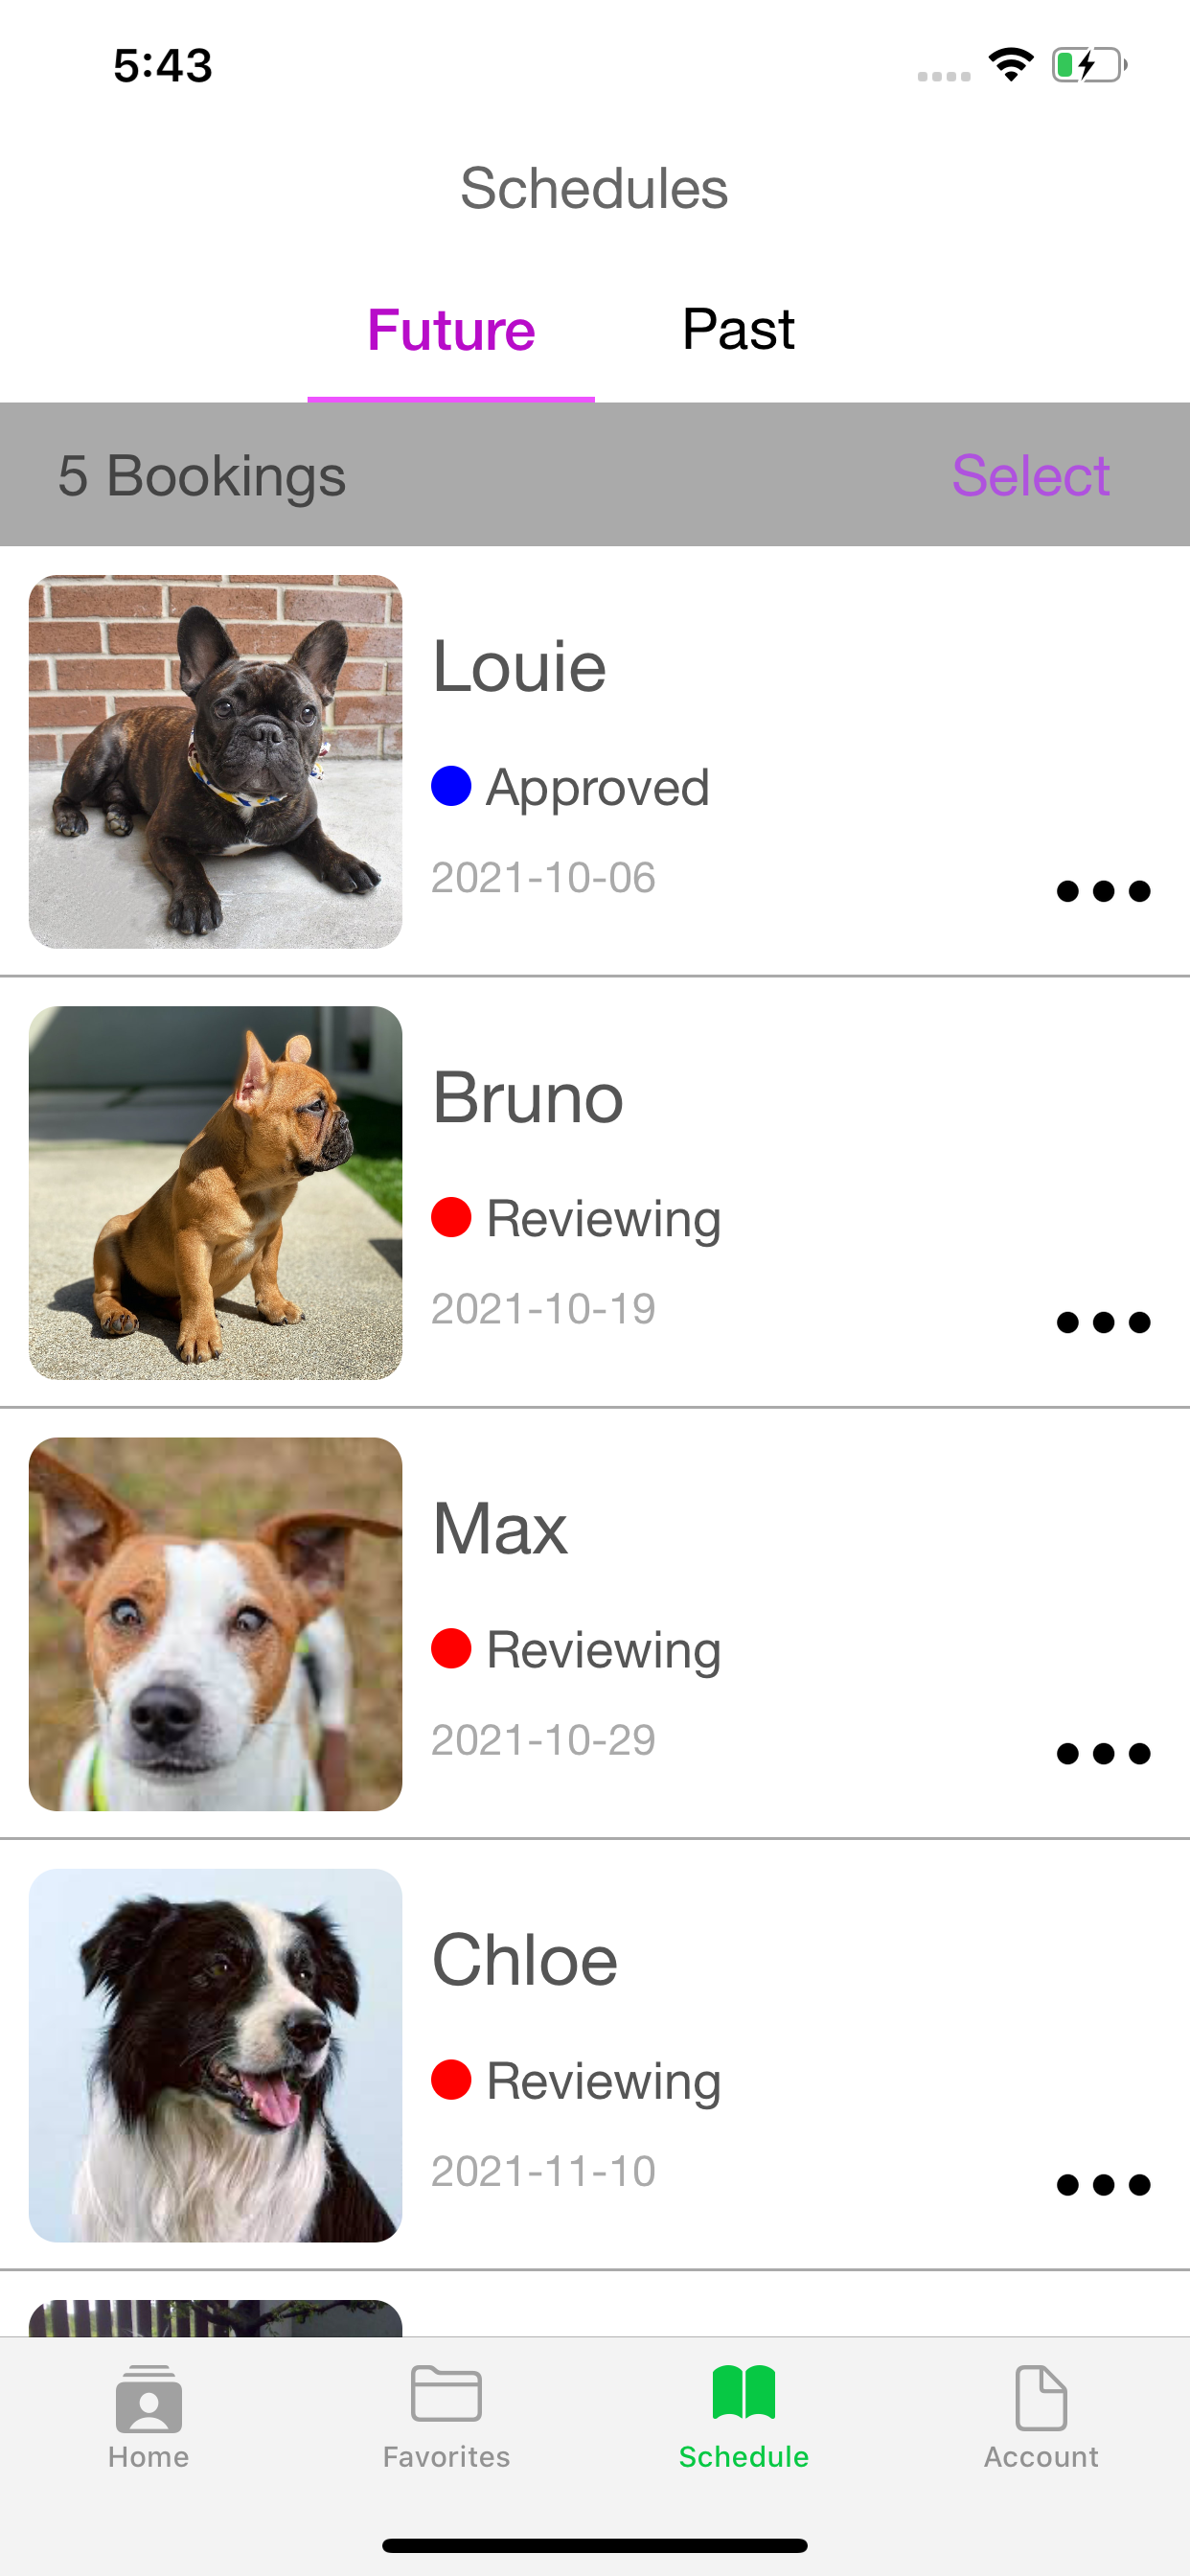 5:43
Schedules
Future Past
5 Bookings Select
Louie
Approved
2021-10-06
Bruno
Reviewing
2021-10-19
Max
Reviewing
2021-10-29
Chloe
Reviewing
2021-11-10
Home Favorites Schedule Account